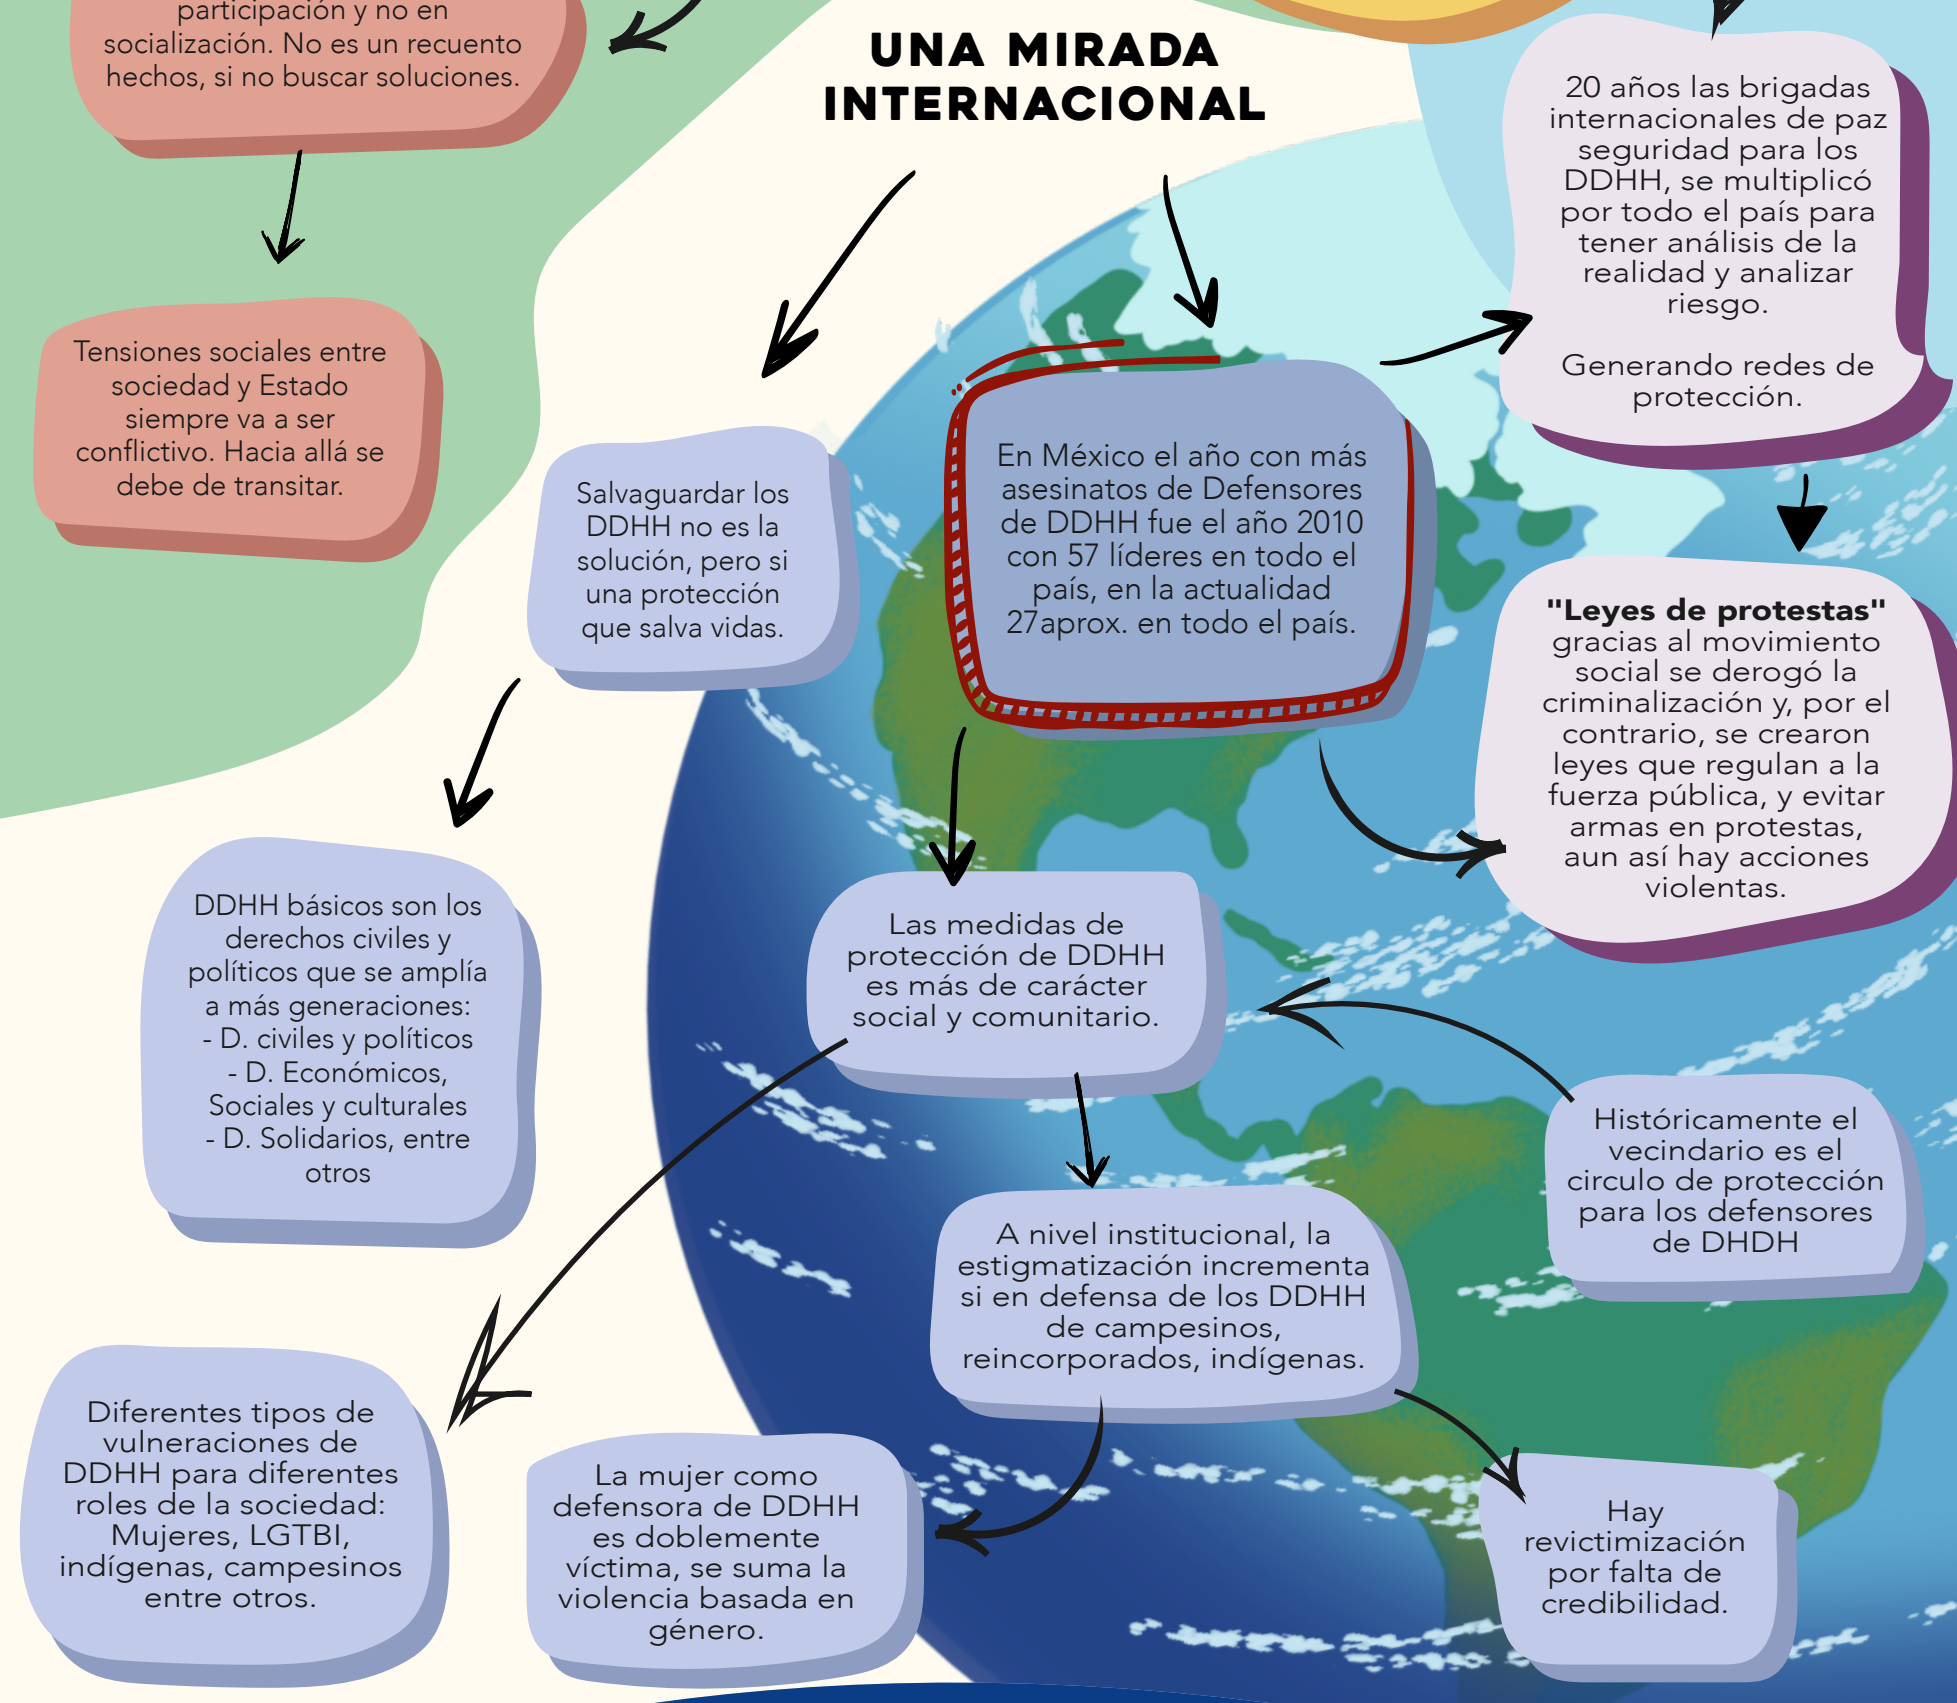 participación y no en
socialización. No es un recuento
hechos, si no buscar soluciones.
Tensiones sociales entre
sociedad y Estado
siempre va a ser
conflictivo. Hacia allá se
debe de transitar.
UNA MIRADA
INTERNACIONAL
20 años las brigadas
internacionales de paz
seguridad para los
DDHH, se multiplicó
por todo el país para
tener análisis de la
realidad y analizar
riesgo.
Generando redes de
protección.
Salvaguardar los
DDHH no es la
solución, pero si
una protección
que salva vidas.
En México el año con más
asesinatos de Defensores
de DDHH fue el año 2010
con 57 líderes en todo el
país, en la actualidad
27aprox. en todo el país.
"Leyes de protestas"
gracias al movimiento
social se derogó la
criminalización y, por el
contrario, se crearon
leyes que regulan a la
fuerza pública, y evitar
armas en protestas,
aun así hay acciones
violentas.
DDHH básicos son los
derechos civiles y
políticos que se amplía
a más generaciones:
- D. civiles y políticos
- D. Económicos,
Sociales y culturales
- D. Solidarios, entre
otros
Las medidas de
protección de DDHH
es más de carácter
social y comunitario.
Históricamente el
vecindario es el
circulo de protección
para los defensores
de DHDH
A nivel institucional, la
estigmatización incrementa
si en defensa de los DDHH
de campesinos,
reincorporados, indígenas.
Diferentes tipos de
vulneraciones de
DDHH para diferentes
roles de la sociedad:
Mujeres, LGTBI,
indígenas, campesinos
entre otros.
La mujer como
defensora de DDHH
es doblemente
víctima, se suma la
violencia basada en
género.
Hay
revictimización
por falta de
credibilidad.